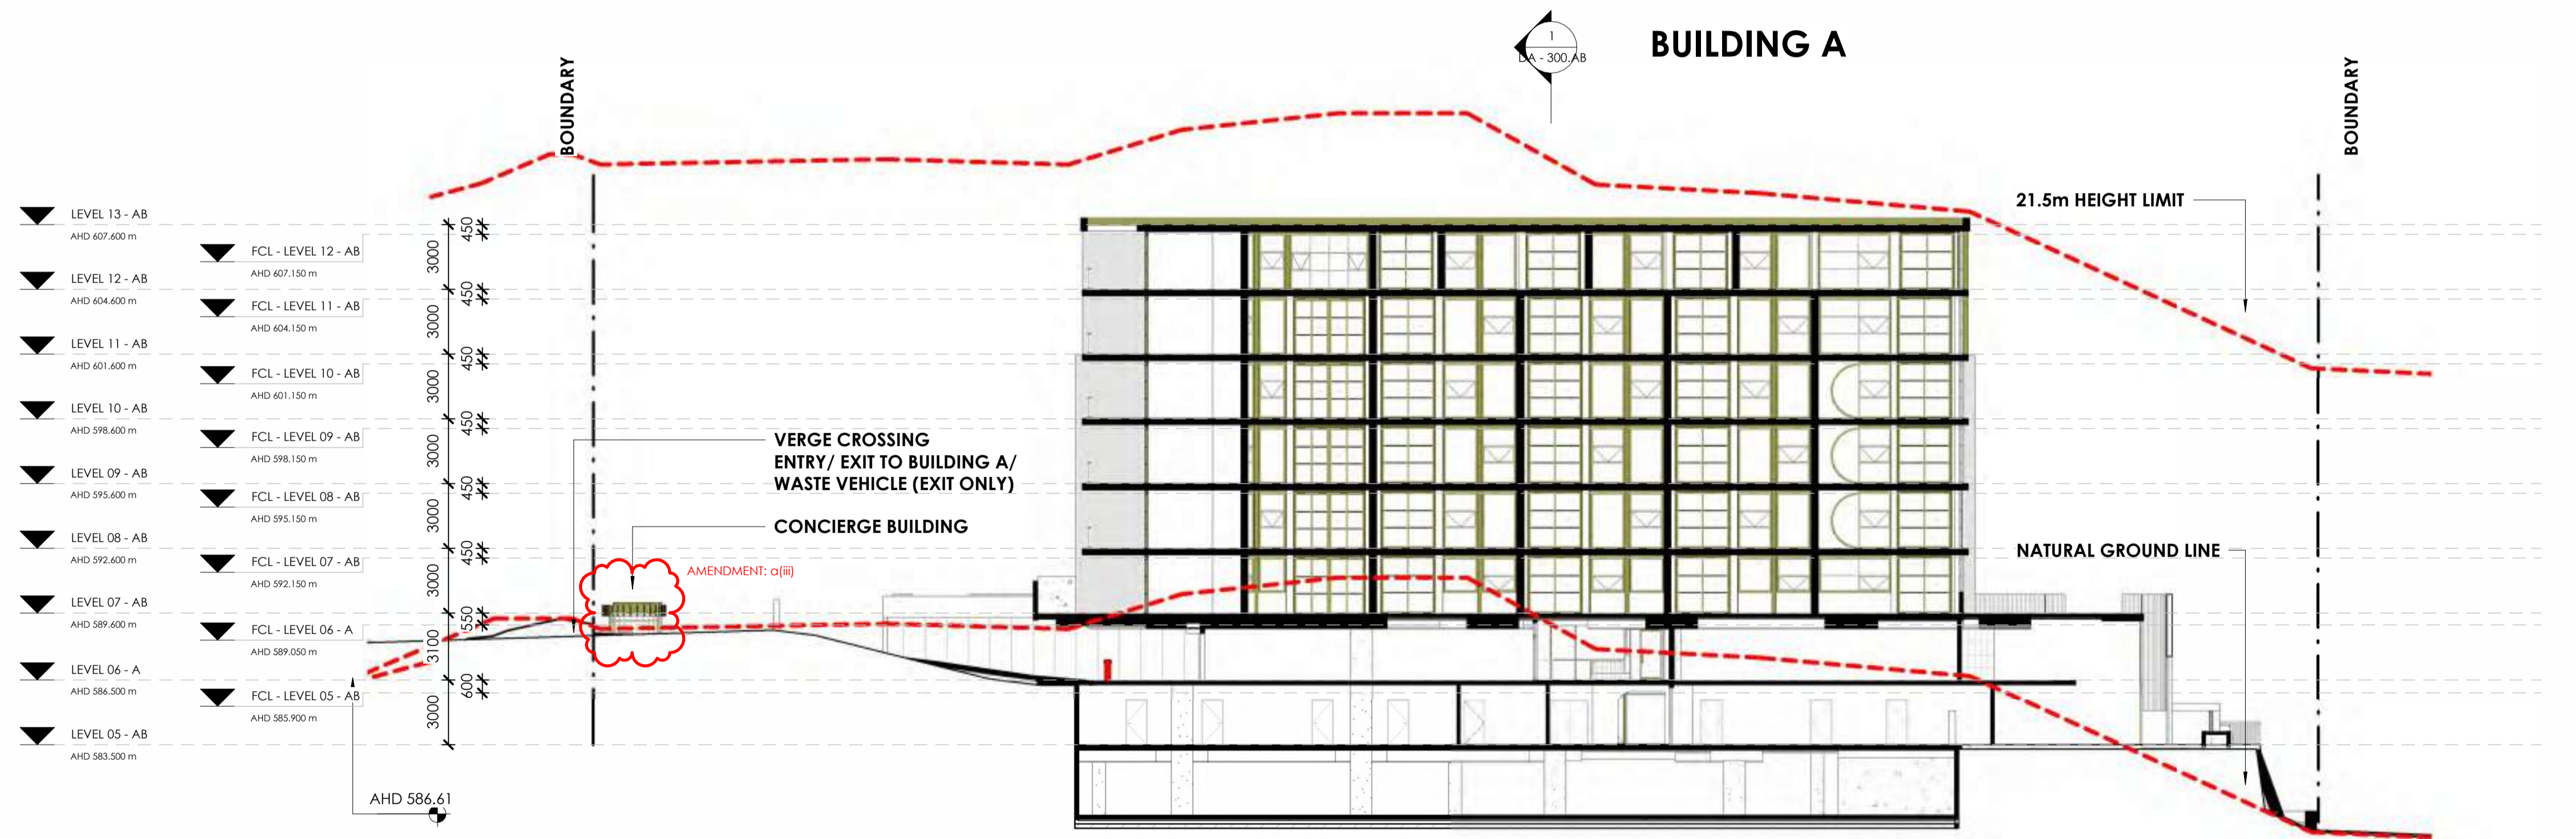 1
DA - 300.AB
BUILDING A
BOUNDARY
BOUNDARY
21.5m HEIGHT LIMIT
LEVEL 13 - AB
AHD 607.600 m
FCL - LEVEL 12 - AB
AHD 607.150 m
LEVEL 12 - AB
AHD 604.600 m
FCL - LEVEL 11 - AB
AHD 604.150 m
LEVEL 11 - AB
AHD 601.600 m
FCL - LEVEL 10 - AB
AHD 601.150 m
LEVEL 10 - AB
AHD 598.600 m
FCL - LEVEL 09 - AB
AHD 598.150 m
LEVEL 09 - AB
AHD 595.600 m
FCL - LEVEL 08 - AB
AHD 595.150 m
LEVEL 08 - AB
AHD 592.600 m
FCL - LEVEL 07 - AB
AHD 592.150 m
LEVEL 07 - AB
AHD 589.600 m
FCL - LEVEL 06 - A
AHD 589.050 m
LEVEL 06 - A
AHD 586.500 m
FCL - LEVEL 05 - AB
AHD 585.900 m
LEVEL 05 - AB
AHD 583.500 m
AHD 586.61
450
3000
450
3000
450
3000
450
3000
450
3000
450
3000
550
3100
600
3000
VERGE CROSSING
ENTRY/ EXIT TO BUILDING A/
WASTE VEHICLE (EXIT ONLY)
CONCIERGE BUILDING
AMENDMENT: a(iii)
NATURAL GROUND LINE